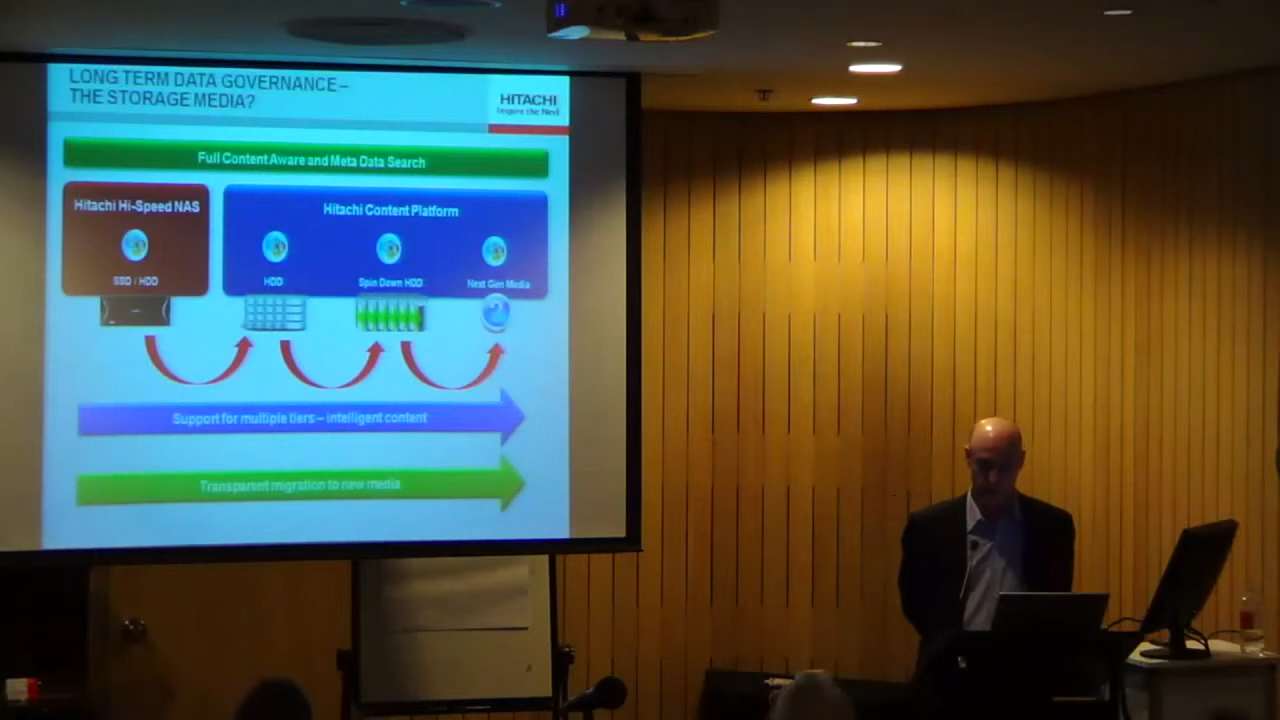 LONG TERM DATA GOVERNANCE –
THE STORAGE MEDIA?
HITACHI
Inspire the Next
Full Content Aware and Meta Data Search
Hitachi Hi-Speed NAS
SSD / HDD
Hitachi Content Platform
HDD
Spin Down HDD
Next Gen Media
?
Support for multiple tiers – intelligent content
Transparent migration to new media